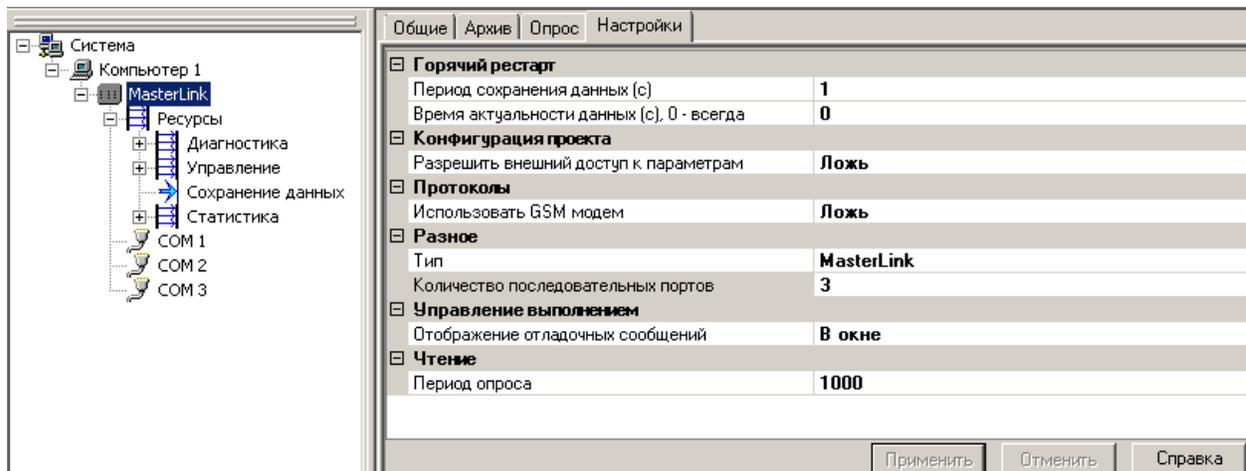 Система
Компьютер 1
MasterLink
Ресурсы
Диагностика
Управление
Сохранение данных
Статистика
COM 1
COM 2
COM 3
Общие Архив Опрос Настройки
Горячий рестарт
Период сохранения данных (с) 1
Время актуальности данных (с), 0 - всегда 0
Конфигурация проекта
Разрешить внешний доступ к параметрам Ложь
Протоколы
Использовать GSM модем Ложь
Разное
Тип MasterLink
Количество последовательных портов 3
Управление выполнением
Отображение отладочных сообщений В окне
Чтение
Период опроса 1000
Применить Отменить Справка